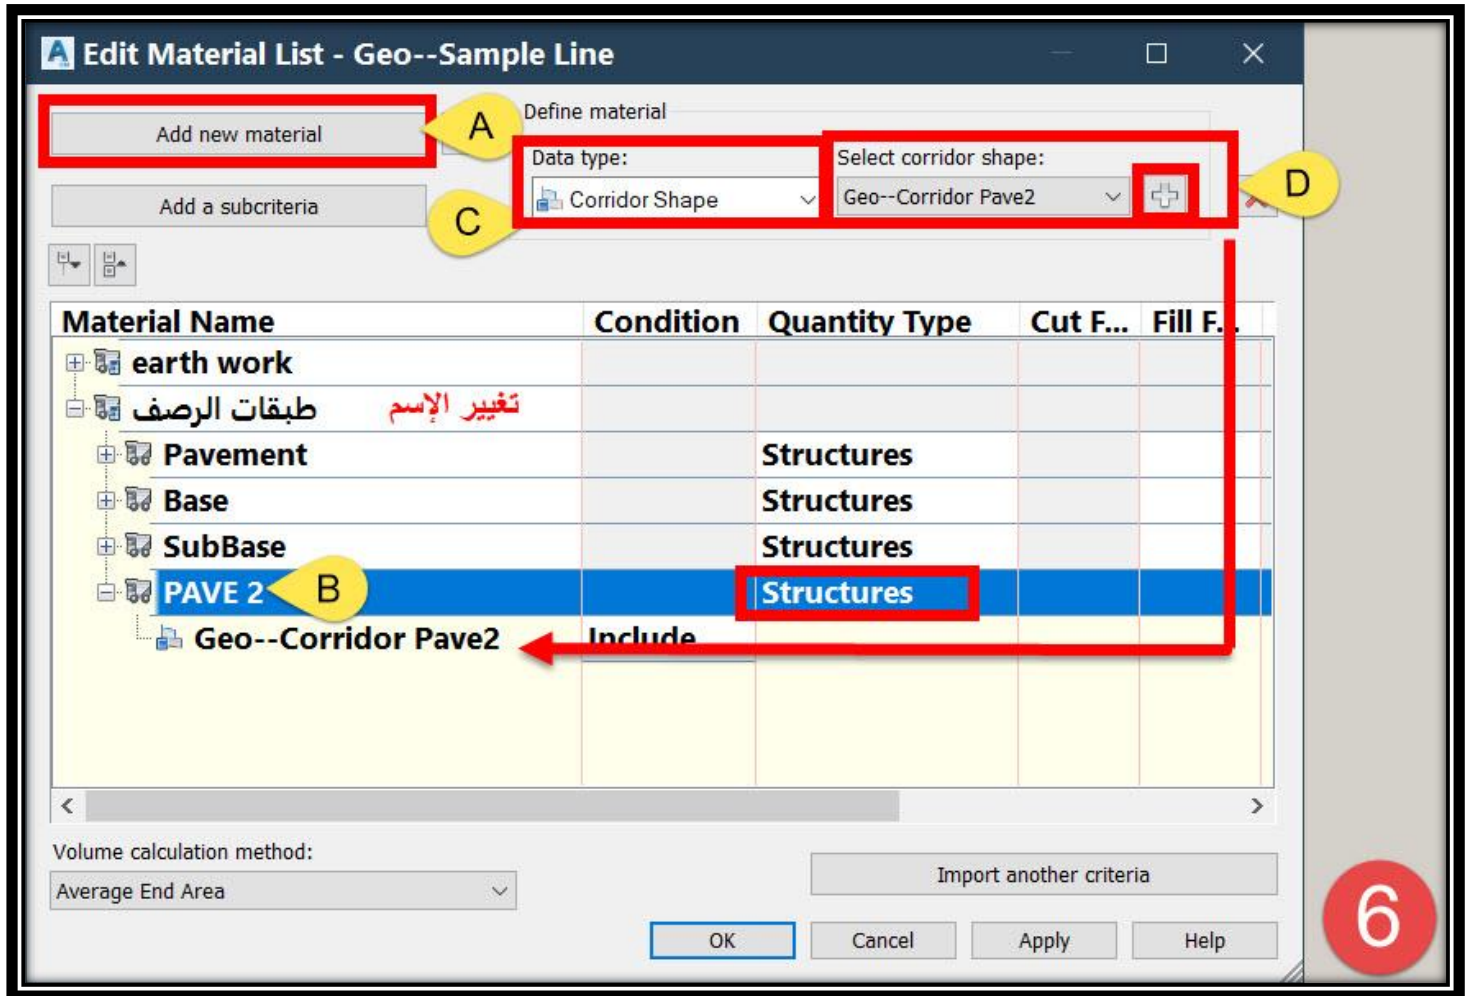 Edit Material List - Geo--Sample Line
Add new material
A
Define material
Data type:
Select corridor shape:
Corridor Shape
Geo--Corridor Pave2
D
Add a subcriteria
C
Material Name Condition Quantity Type Cut F... Fill F...
earth work
طبقات الرصف تغيير الإسم
Pavement Structures
Base Structures
SubBase Structures
PAVE 2 B Structures
Geo--Corridor Pave2 Include
Volume calculation method:
Average End Area
Import another criteria
OK Cancel Apply Help
6